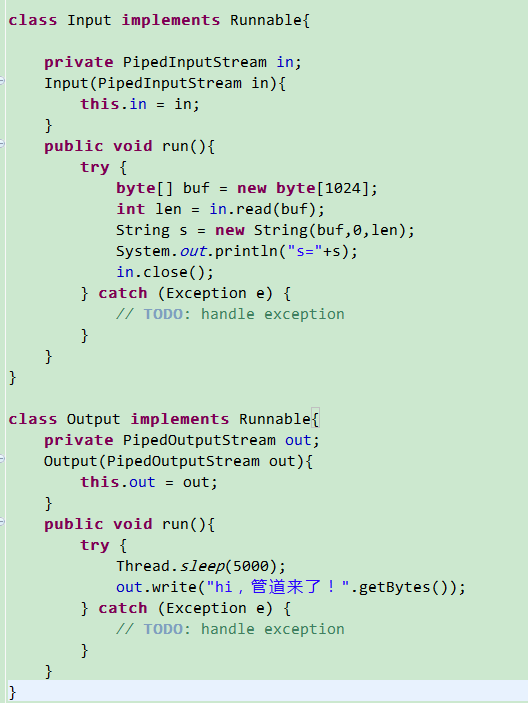 class Input implements Runnable{
private PipedInputStream in;
Input(PipedInputStream in){
this.in = in;
}
public void run(){
try {
byte[] buf = new byte[1024];
int len = in.read(buf);
String s = new String(buf,0,len);
System.out.println("s="+s);
in.close();
} catch (Exception e) {
// TODO: handle exception
}
}
}
class Output implements Runnable{
private PipedOutputStream out;
Output(PipedOutputStream out){
this.out = out;
}
public void run(){
try {
Thread.sleep(5000);
out.write("hi，管道来了！".getBytes());
} catch (Exception e) {
// TODO: handle exception
}
}
}